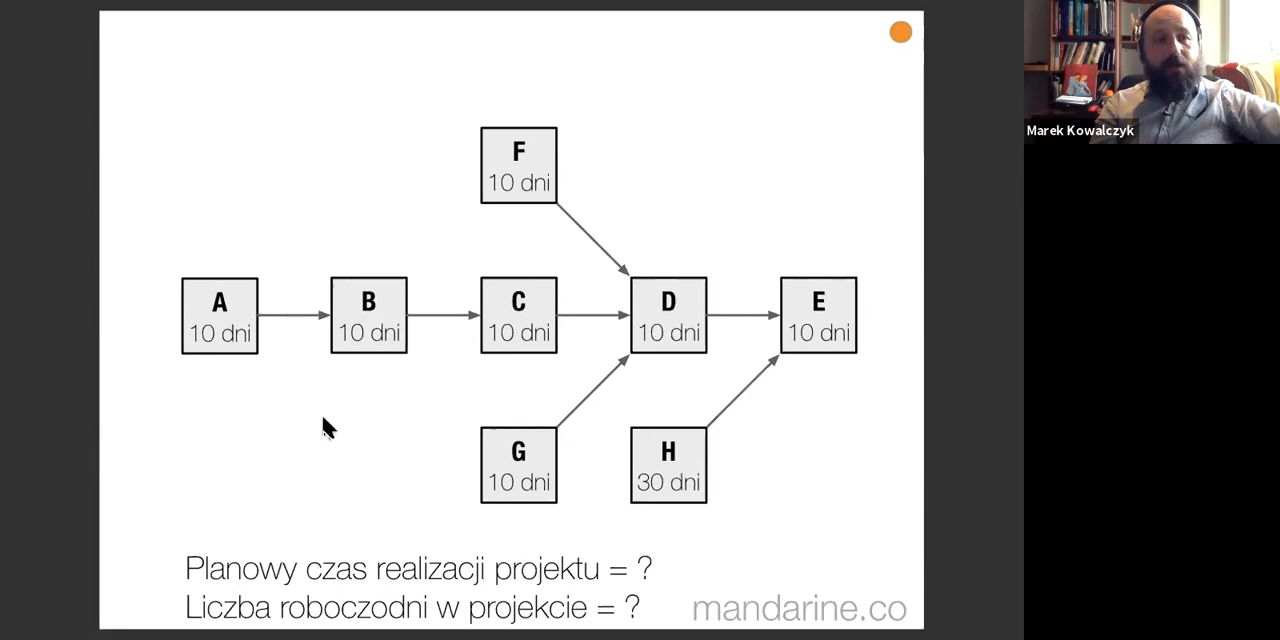 F
10 dni
A
10 dni
B
10 dni
C
10 dni
D
10 dni
E
10 dni
G
10 dni
H
30 dni
Planowy czas realizacji projektu = ?
Liczba roboczodni w projekcie = ?
mandarine.co
Marek Kowalczyk